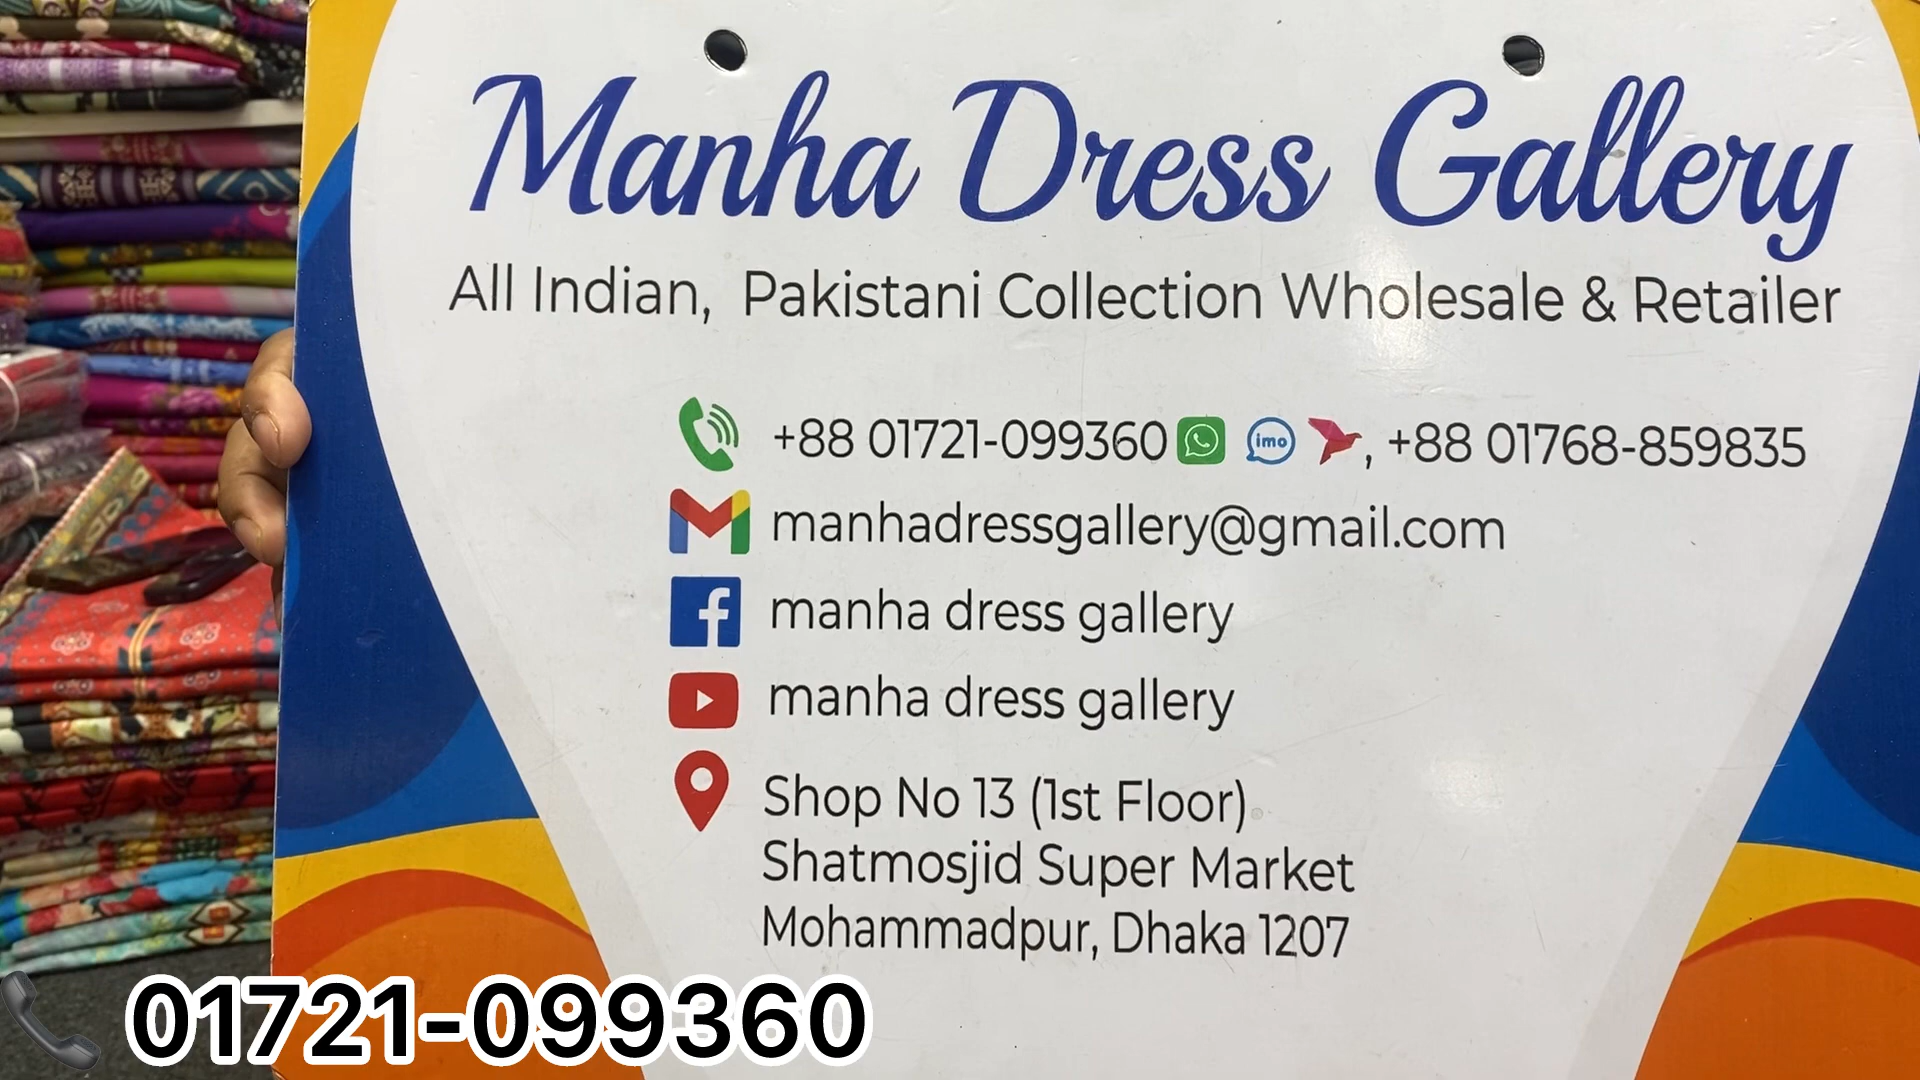 Manha Dress Gallery
All Indian, Pakistani Collection Wholesale & Retailer
+88 01721-099360 imo, +88 01768-859835
manhadressgallery@gmail.com
manha dress gallery
manha dress gallery
Shop No 13 (1st Floor)
Shatmosjid Super Market
Mohammadpur, Dhaka 1207
01721-099360